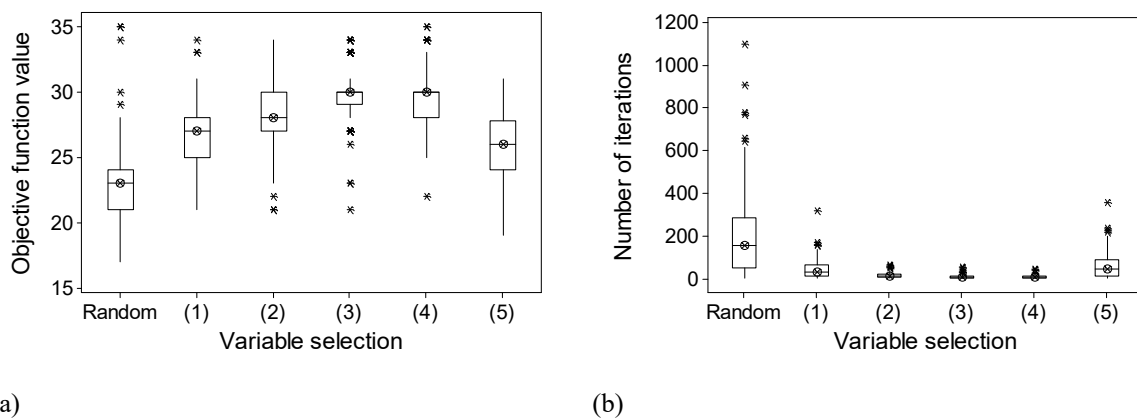 35
30
25
20
15
Objective function value
Random (1) (2) (3) (4) (5)
Variable selection
1200
1000
800
600
400
200
0
Number of iterations
Random (1) (2) (3) (4) (5)
Variable selection
a)
(b)